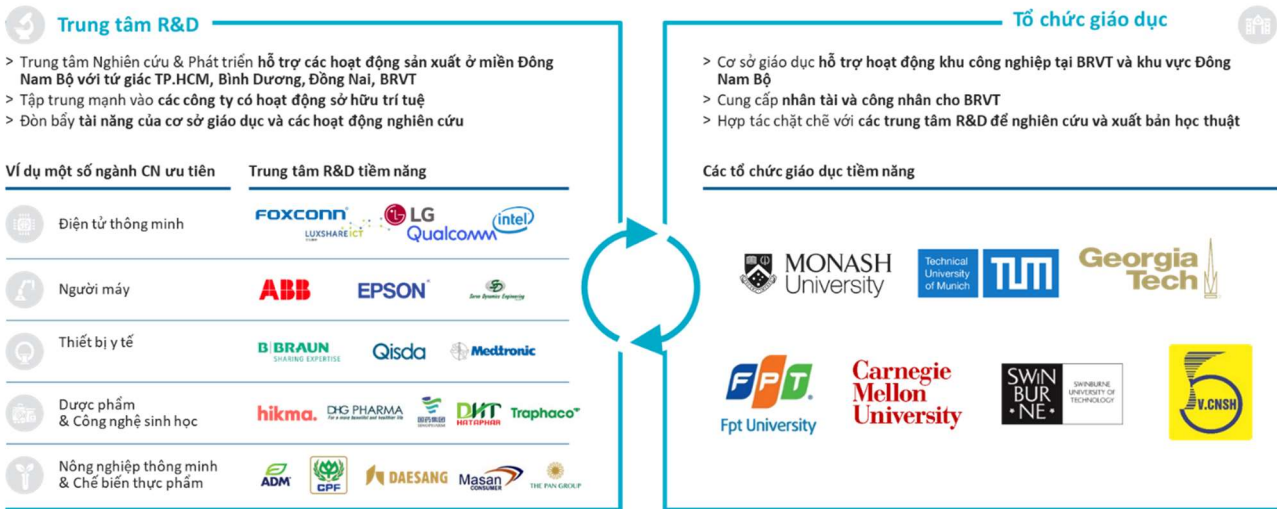 Trung tâm R&D
> Trung tâm Nghiên cứu & Phát triển hỗ trợ các hoạt động sản xuất ở miền Đông
Nam Bộ với tứ giác TP.HCM, Bình Dương, Đồng Nai, BRVT
> Tập trung mạnh vào các công ty có hoạt động sở hữu trí tuệ
> Đòn bẩy tài năng của cơ sở giáo dục và các hoạt động nghiên cứu
Ví dụ một số ngành CN ưu tiên
Trung tâm R&D tiềm năng
Điện tử thông minh
FOXCONN
LG
intel
LUXSHARE ICT
Qualcomm
Người máy
ABB
EPSON
Thiết bị y tế
B BRAUN
SHARING EXPERTISE
Qisda
Medtronic
Dược phẩm
& Công nghệ sinh học
hikma.
DHG PHARMA
DHT
HATAPHAR
Traphaco
Nông nghiệp thông minh
& Chế biến thực phẩm
ADM
CPF
DAESANG
Masan
CONSUMER
THE PAN GROUP
Tổ chức giáo dục
> Cơ sở giáo dục hỗ trợ hoạt động khu công nghiệp tại BRVT và khu vực Đông
Nam Bộ
> Cung cấp nhân tài và công nhân cho BRVT
> Hợp tác chặt chẽ với các trung tâm R&D để nghiên cứu và xuất bản học thuật
Các tổ chức giáo dục tiềm năng
MONASH
University
Technical
University
of Munich
TUM
Georgia
Tech
FPT
Fpt University
Carnegie
Mellon
University
SWIN
BUR
NE
SWINBURNE
UNIVERSITY OF
TECHNOLOGY
V.CNSH